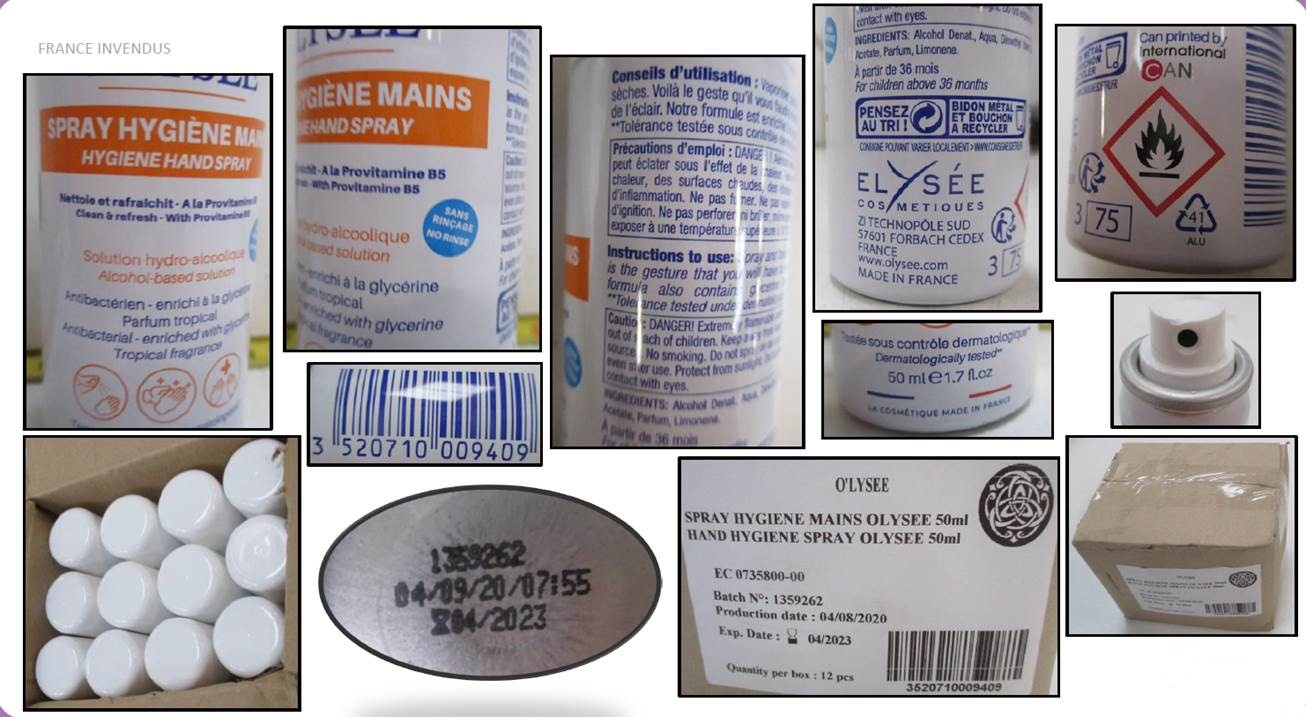 FRANCE INVENDUS
SPRAY HYGIÈNE MA
HYGIENE HAND SPRAY
Nettoie et rafraîchit - A la Provitamine
Clean & refresh - With Provitamine
Solution hydro-alcoolique
Alcohol-based solution
Antibactérien - enrichi à la
Parfum tropical
Antibacterial - enriched with
Tropical fragrance
YGIÈNE MAINS
HAND SPRAY
A la Provitamine B5
With Provitamine B5
SANS
RINÇAGE
NO RINSE
hydro-alcoolique
based solution
enrichi à la glycérine
tropical
enriched with glycerine
fragrance
3 520710 009409
Conseils d'utilisation :
sèches. Voilà le geste qu'il vous
de l'éclair. Notre formule est enrichie
**Tolérance testée sous contrôle
Précautions d'emploi : DANGER
peut éclater sous l'effet de la
chaleur, des surfaces chaudes, des
d'inflammation. Ne pas fumer. Ne pas
d'ignition. Ne pas perforer ni brûler, même
exposer à une température
Instructions to use: Spray
is the gesture that you will have
formula also contains
**Tolerance tested under
Caution: DANGER! Extremely flammable
out of reach of children. Keep away
source. No smoking. Do not
even after use. Protect from sunlight.
contact with eyes.
INGREDIENTS: Alcohol Denat., Aqua,
Acetate, Parfum, Limonene.
À partir de 36 mois
contact with eyes.
INGREDIENTS: Alcohol Denat., Aqua,
Acetate, Parfum, Limonene.
À partir de 36 mois
For children above 36 months
PENSEZ
AU TRI !
BIDON MÉTAL
ET BOUCHON
À RECYCLER
CONSIGNE POUVANT VARIER LOCALEMENT > WWW.CONSIGNESDETRI.FR
ELYSÉE
COSMETIQUES
ZI TECHNOPÔLE SUD
57601 FORBACH CEDEX
FRANCE
www.olysee.com
MADE IN FRANCE
3 75
Can printed by
International
CAN
3 75
41
ALU
Testée sous contrôle dermatologique**
Dermatologically tested**
50 ml e 1.7 fl.oz
LA COSMÉTIQUE MADE IN FRANCE
1359262
04/09/20/07:55
04/2023
O'LYSEE
SPRAY HYGIENE MAINS OLYSEE 50ml
HAND HYGIENE SPRAY OLYSEE 50ml
EC 0735800-00
Batch N°: 1359262
Production date : 04/08/2020
Exp. Date : 04/2023
Quantity per box : 12 pcs
3520710009409